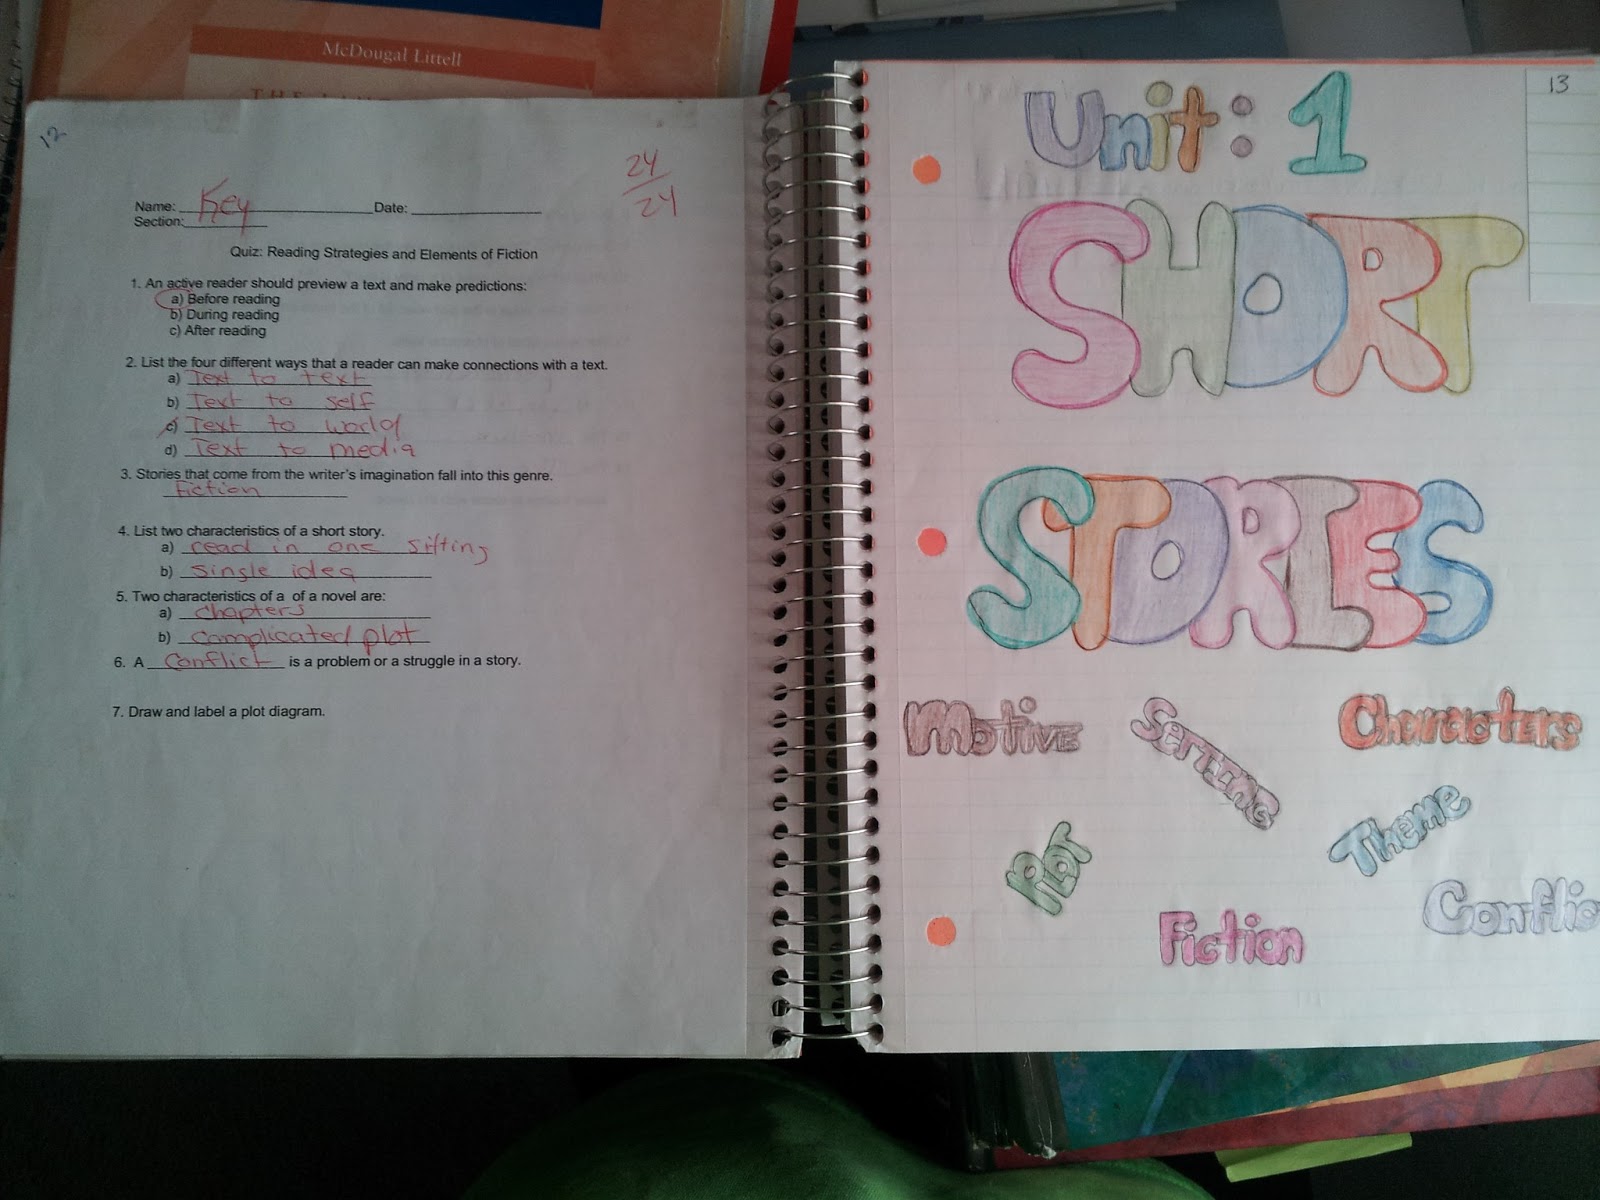 McDougal Littell
12
24
24
Name: Key Date:
Section:
Quiz: Reading Strategies and Elements of Fiction
1. An active reader should preview a text and make predictions:
a) Before reading
b) During reading
c) After reading
2. List the four different ways that a reader can make connections with a text.
a) Text to text
b) Text to self
c) Text to world
d) Text to media
3. Stories that come from the writer's imagination fall into this genre.
fiction
4. List two characteristics of a short story.
a) read in one sitting
b) single idea
5. Two characteristics of a of a novel are:
a) chapters
b) complicated plot
6. A conflict is a problem or a struggle in a story.
7. Draw and label a plot diagram.
13
Unit: 1
SHORT
STORIES
Motive
Setting
Characters
Plot
Theme
Fiction
Conflic